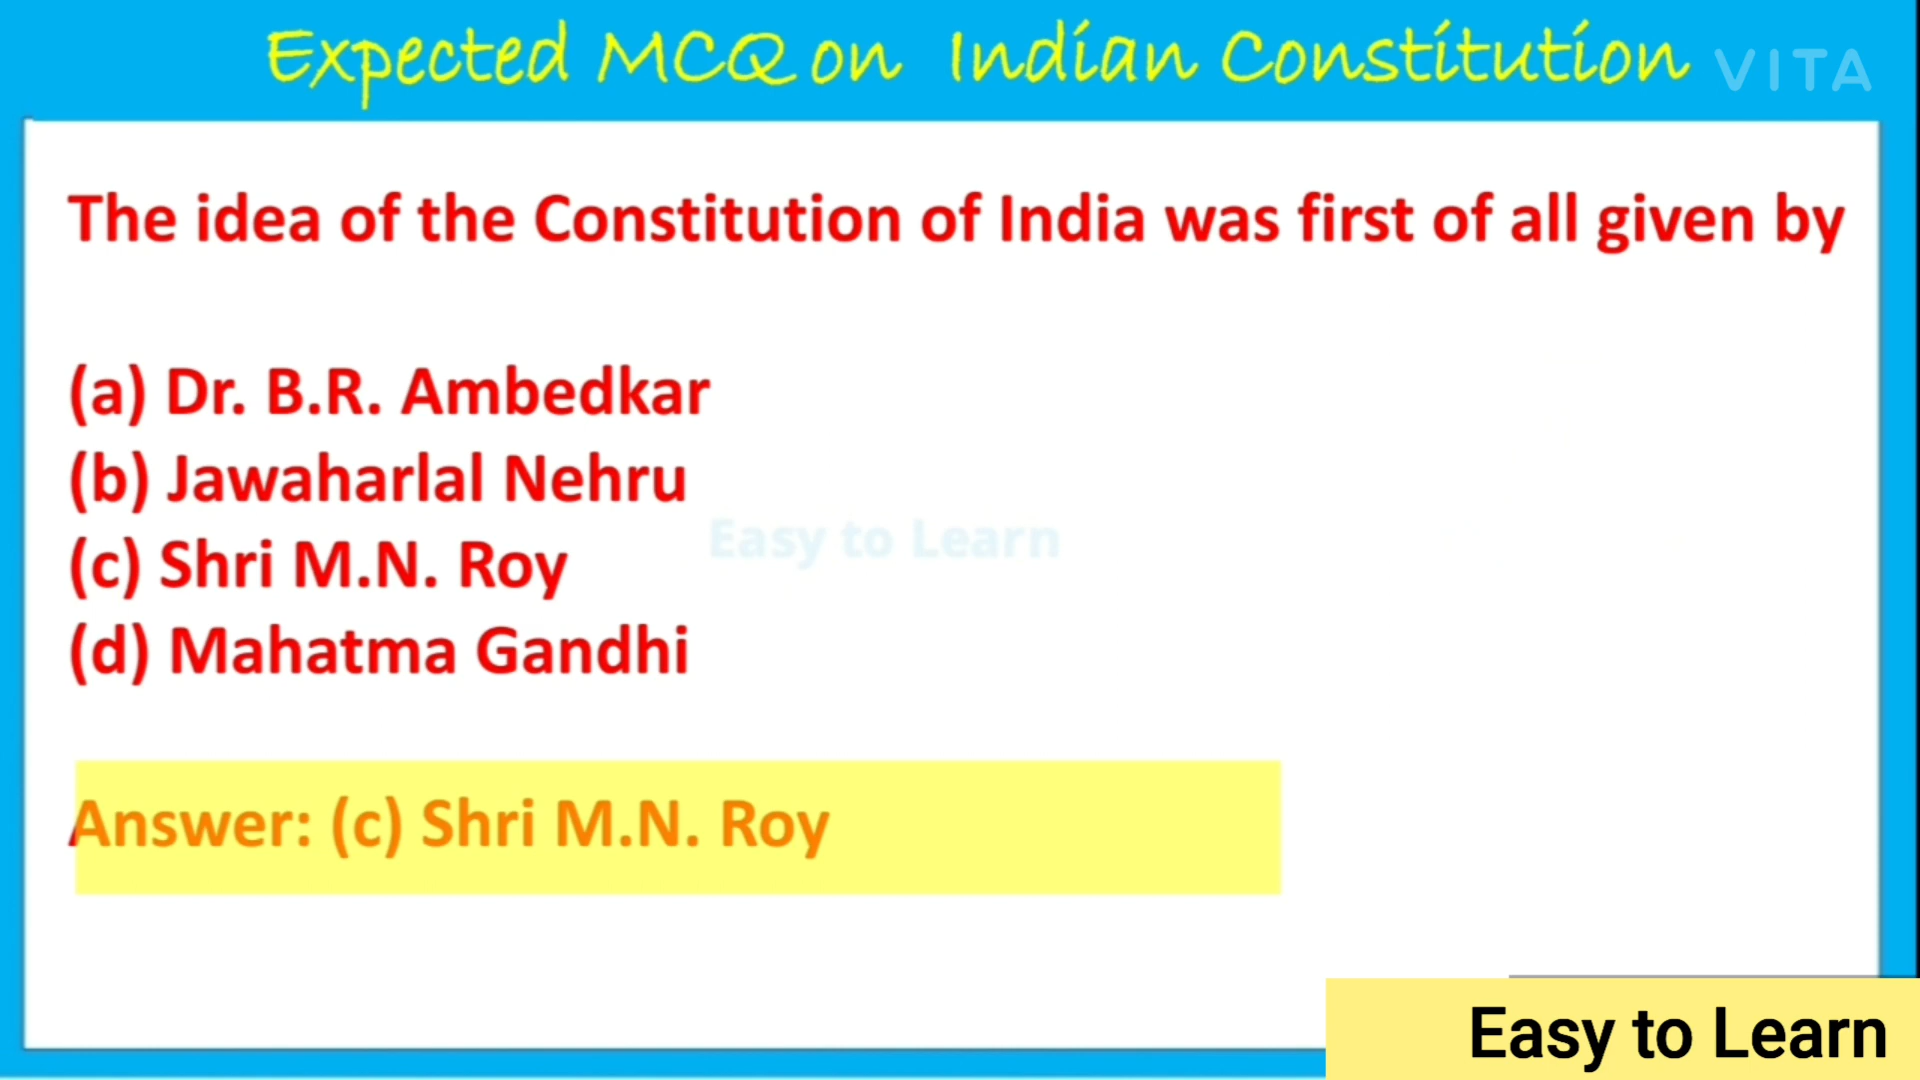 Expected MCQ on Indian Constitution
VITA
The idea of the Constitution of India was first of all given by
(a) Dr. B.R. Ambedkar
(b) Jawaharlal Nehru
Easy to Learn
(c) Shri M.N. Roy
(d) Mahatma Gandhi
Answer: (c) Shri M.N. Roy
Easy to Learn